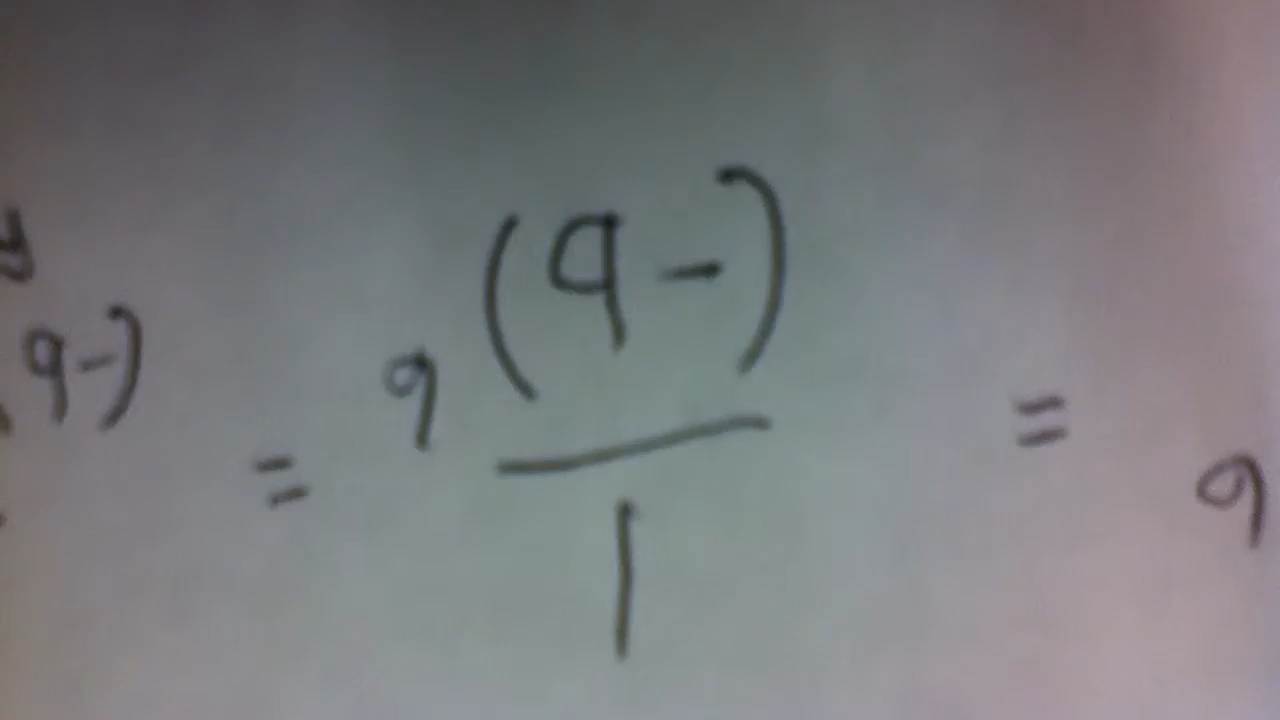 9-) = 9 (9-) / 1 = 9